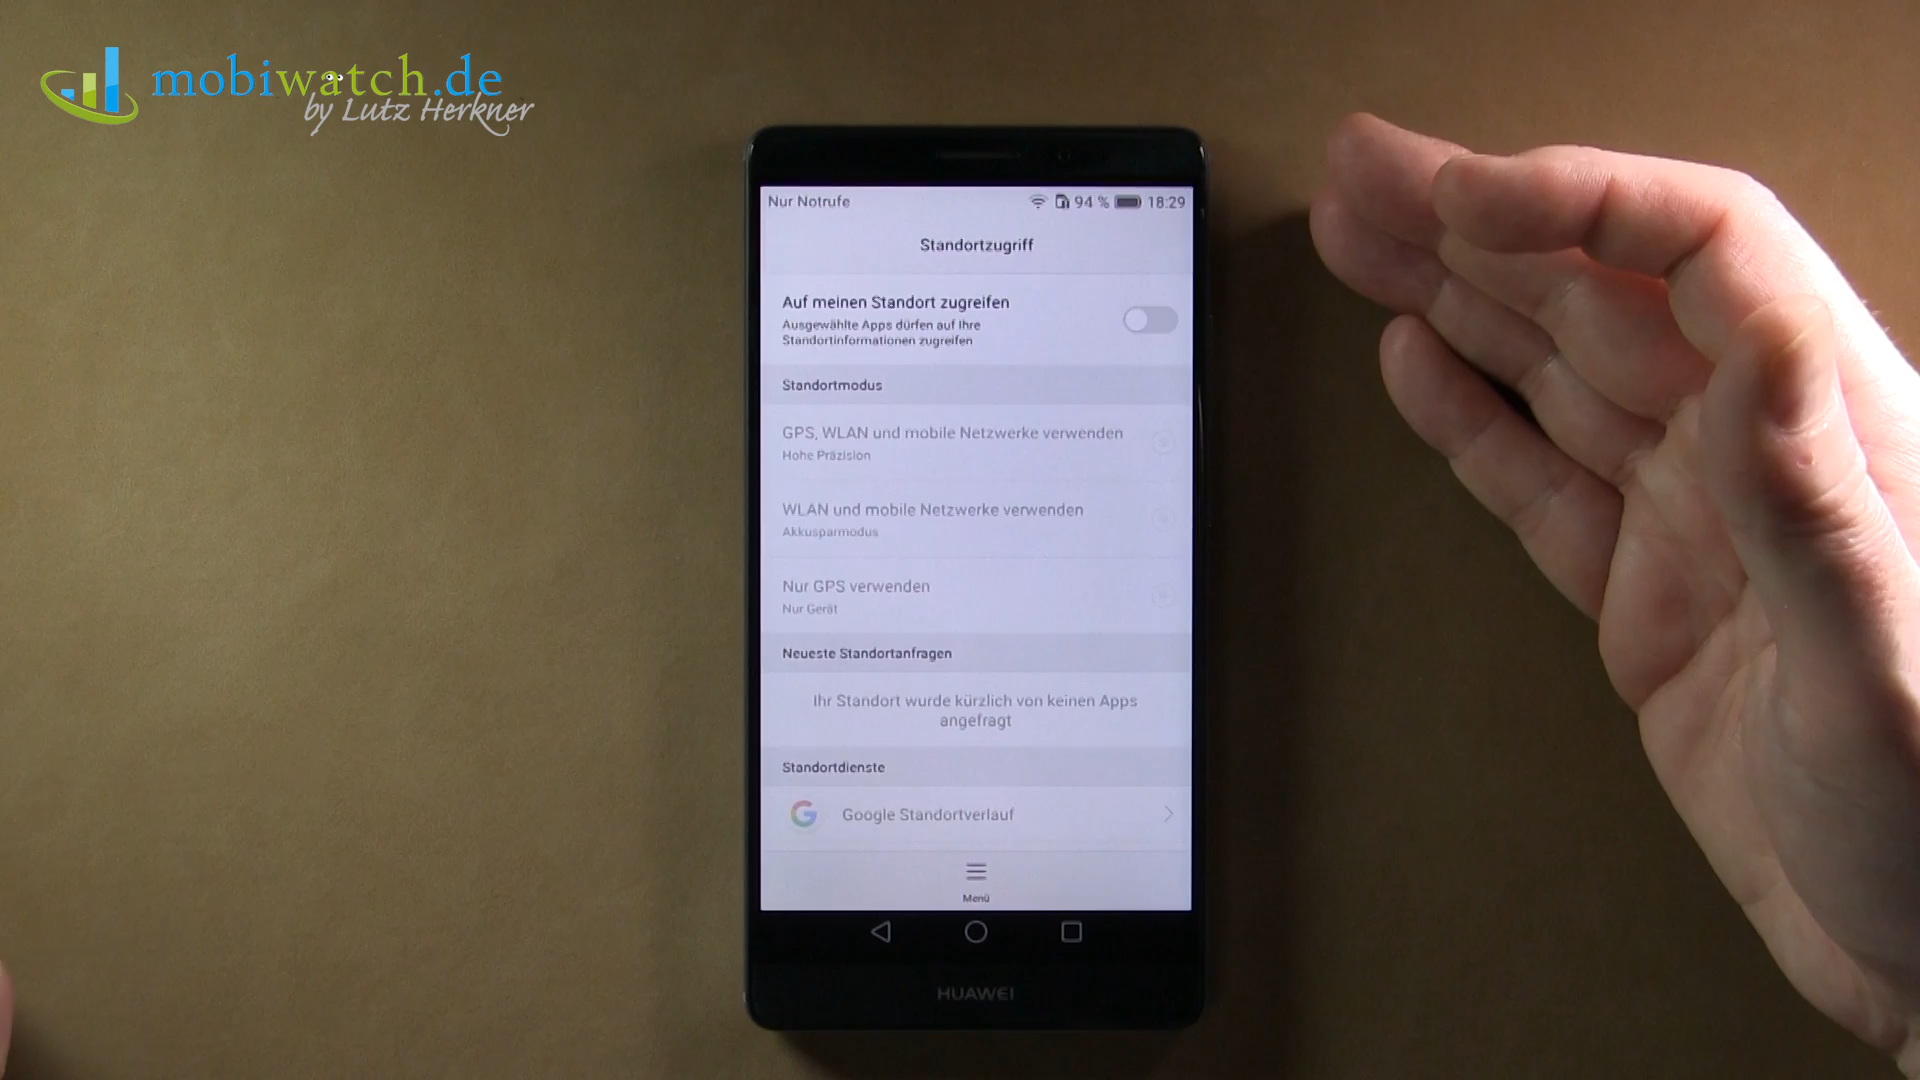 mobiwatch.de
by Lutz Herkner
Nur Notrufe
94 %
18:29
Standortzugriff
Auf meinen Standort zugreifen
Ausgewählte Apps dürfen auf Ihre
Standortinformationen zugreifen
Standortmodus
GPS, WLAN und mobile Netzwerke verwenden
Hohe Präzision
WLAN und mobile Netzwerke verwenden
Akkusparmodus
Nur GPS verwenden
Nur Gerät
Neueste Standortanfragen
Ihr Standort wurde kürzlich von keinen Apps
angefragt
Standortdienste
Google Standortverlauf
Menü
HUAWEI